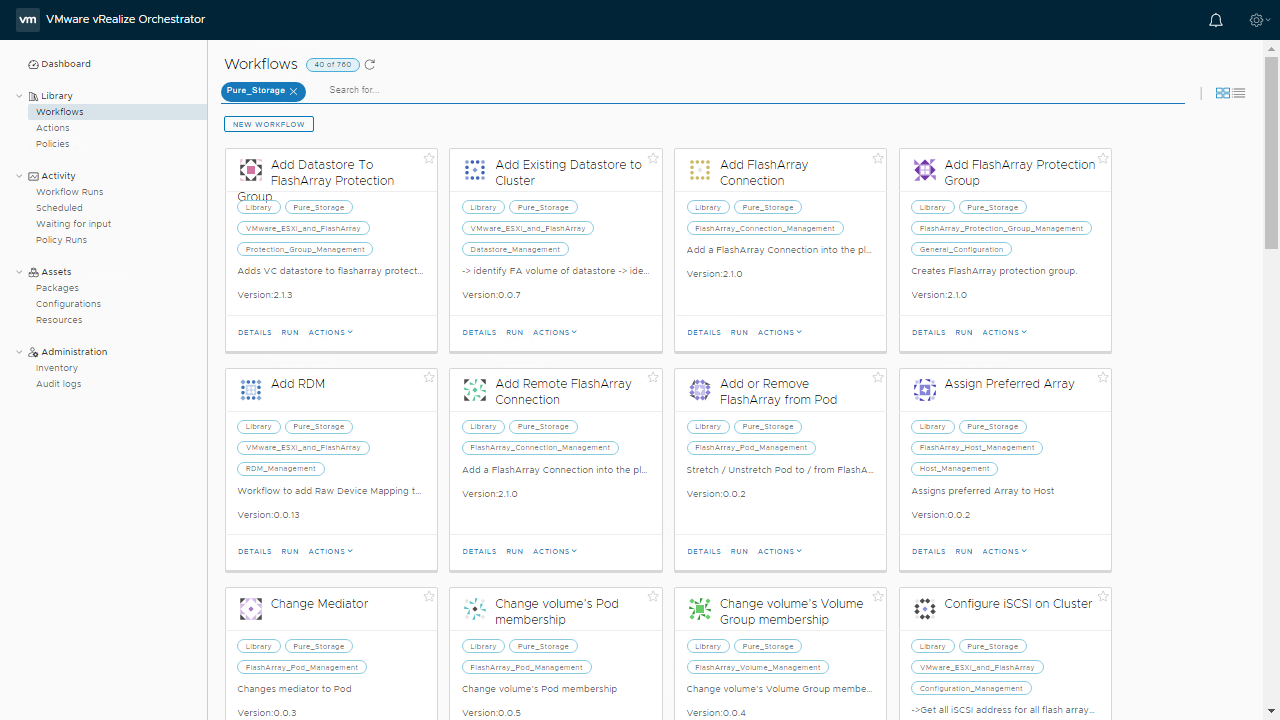 vm VMware vRealize Orchestrator
Dashboard
Library
Workflows
Actions
Policies
Activity
Workflow Runs
Scheduled
Waiting for input
Policy Runs
Assets
Packages
Configurations
Resources
Administration
Inventory
Audit logs
Workflows 40 of 760
Pure_Storage Search for...
NEW WORKFLOW
Add Datastore To
FlashArray Protection
Group
Library Pure_Storage
VMware_ESXi_and_FlashArray
Protection_Group_Management
Adds VC datastore to flasharray protect...
Version:2.1.3
DETAILS RUN ACTIONS
Add Existing Datastore to
Cluster
Library Pure_Storage
VMware_ESXi_and_FlashArray
Datastore_Management
-> identify FA volume of datastore -> ide...
Version:0.0.7
DETAILS RUN ACTIONS
Add FlashArray
Connection
Library Pure_Storage
FlashArray_Connection_Management
Add a FlashArray Connection into the pl...
Version:2.1.0
DETAILS RUN ACTIONS
Add FlashArray Protection
Group
Library Pure_Storage
FlashArray_Protection_Group_Management
General_Configuration
Creates FlashArray protection group.
Version:2.1.0
DETAILS RUN ACTIONS
Add RDM
Library Pure_Storage
VMware_ESXi_and_FlashArray
RDM_Management
Workflow to add Raw Device Mapping t...
Version:0.0.13
DETAILS RUN ACTIONS
Add Remote FlashArray
Connection
Library Pure_Storage
FlashArray_Connection_Management
Add a FlashArray Connection into the pl...
Version:2.1.0
DETAILS RUN ACTIONS
Add or Remove
FlashArray from Pod
Library Pure_Storage
FlashArray_Pod_Management
Stretch / Unstretch Pod to / from FlashA...
Version:0.0.2
DETAILS RUN ACTIONS
Assign Preferred Array
Library Pure_Storage
FlashArray_Host_Management
Host_Management
Assigns preferred Array to Host
Version:0.0.2
DETAILS RUN ACTIONS
Change Mediator
Library Pure_Storage
FlashArray_Pod_Management
Changes mediator to Pod
Version:0.0.3
Change volume's Pod
membership
Library Pure_Storage
FlashArray_Pod_Management
Change volume's Pod membership
Version:0.0.5
Change volume's Volume
Group membership
Library Pure_Storage
FlashArray_Volume_Management
Change volume's Volume Group membe...
Version:0.0.4
Configure iSCSI on Cluster
Library Pure_Storage
VMware_ESXi_and_FlashArray
Configuration_Management
->Get all iSCSI address for all flash array...